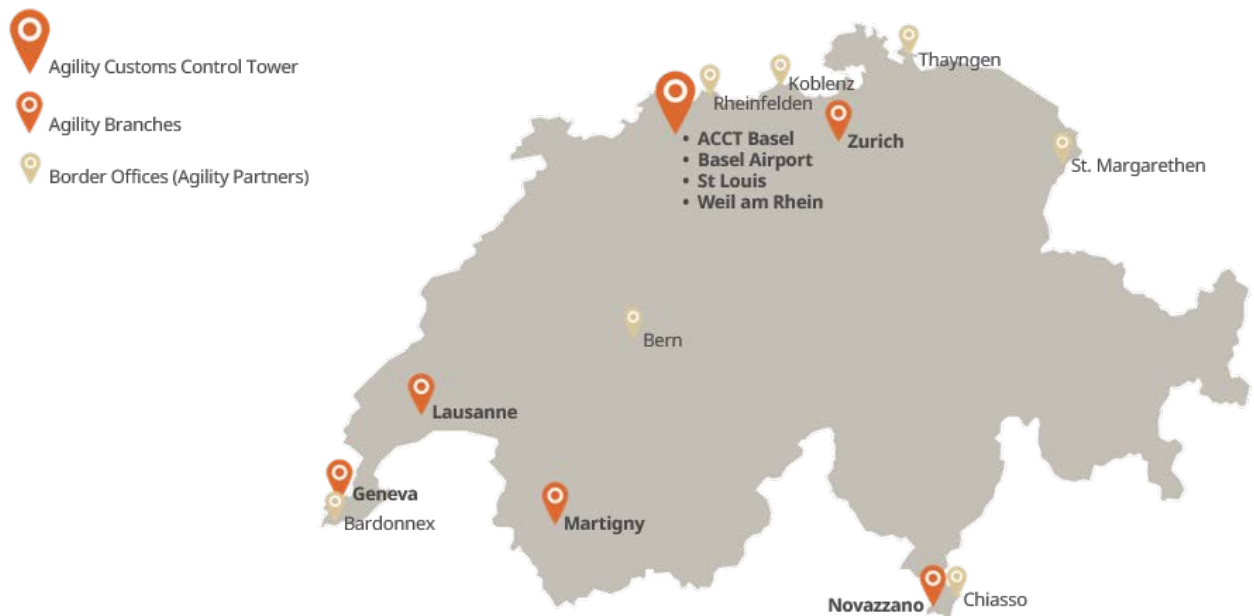 Agility Customs Control Tower
Agility Branches
Border Offices (Agility Partners)
Thayngen
Koblenz
Rheinfelden
• ACCT Basel
• Basel Airport
• St Louis
• Weil am Rhein
Zurich
St. Margarethen
Bern
Lausanne
Geneva
Bardonnex
Martigny
Novazzano
Chiasso